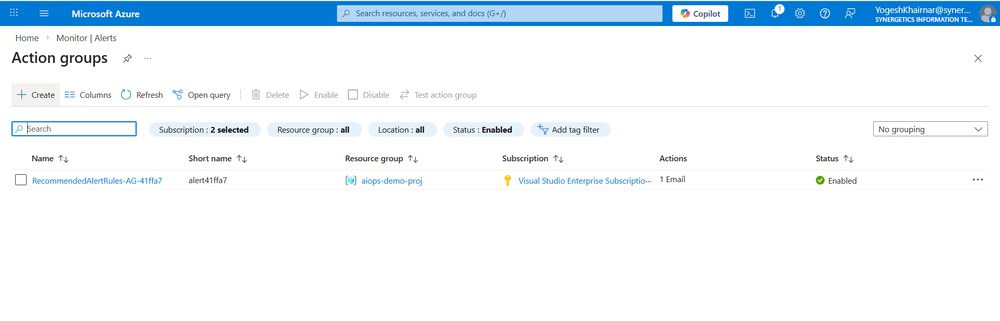 Microsoft Azure
Search resources, services, and docs (G+/)
Copilot
1
YogeshKhairnar@syner...
SYNERGETICS INFORMATION TE...
Home > Monitor | Alerts
Action groups
...
+ Create
Columns
Refresh
Open query
Delete
Enable
Disable
Test action group
Search
Subscription : 2 selected
Resource group : all
Location : all
Status : Enabled
Add tag filter
No grouping
Name ↑↓ Short name ↑↓ Resource group ↑↓ Subscription ↑↓ Actions Status ↑↓
RecommendedAlertRules-AG-41ffa7 alert41ffa7 aiops-demo-proj Visual Studio Enterprise Subscriptio... 1 Email Enabled ...